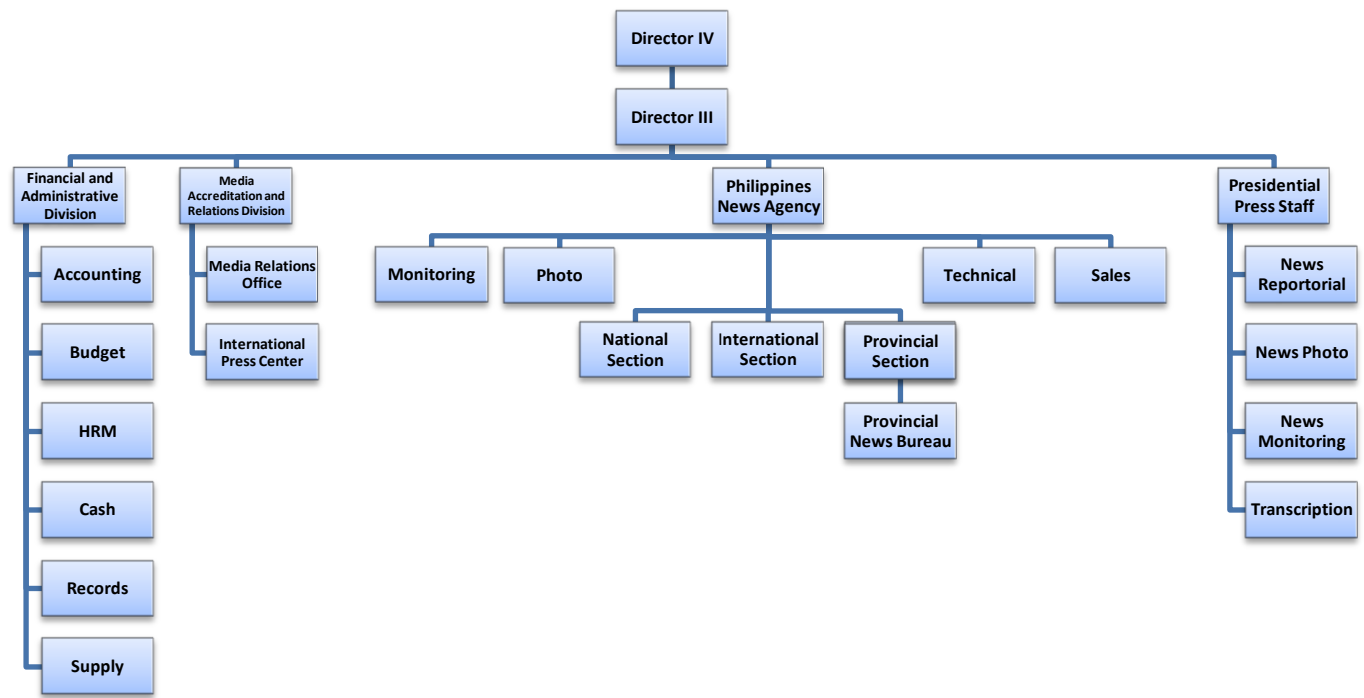 Director IV
Director III
Financial and
Administrative
Division
Media
Accreditation and
Relations Division
Philippines
News Agency
Presidential
Press Staff
Accounting
Budget
HRM
Cash
Records
Supply
Media Relations
Office
International
Press Center
Monitoring
Photo
Technical
Sales
National
Section
International
Section
Provincial
Section
Provincial
News Bureau
News
Reportorial
News Photo
News
Monitoring
Transcription